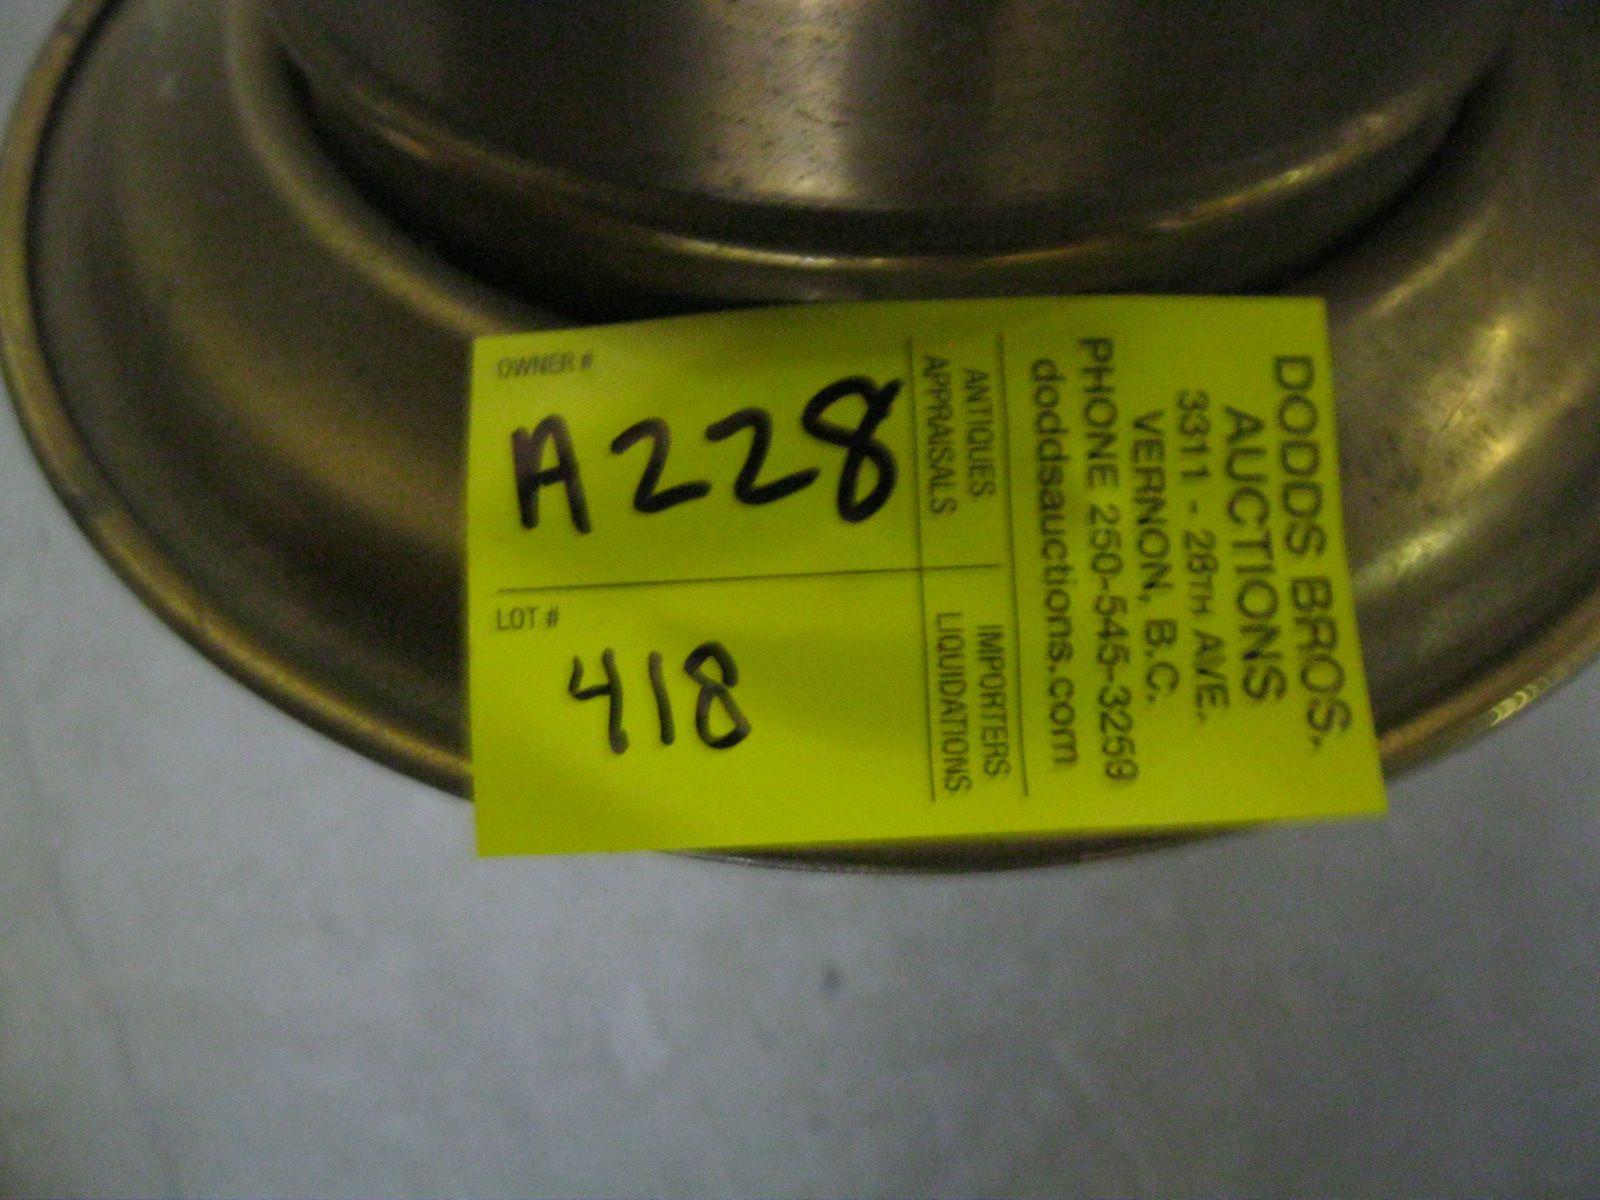 OWNER #
A228
LOT #
418
DODDS BROS.
AUCTIONS
3311 - 28TH AVE.
VERNON, B.C.
PHONE 250-545-3259
doddsauctions.com
ANTIQUES
APPRAISALS
IMPORTERS
LIQUIDATIONS